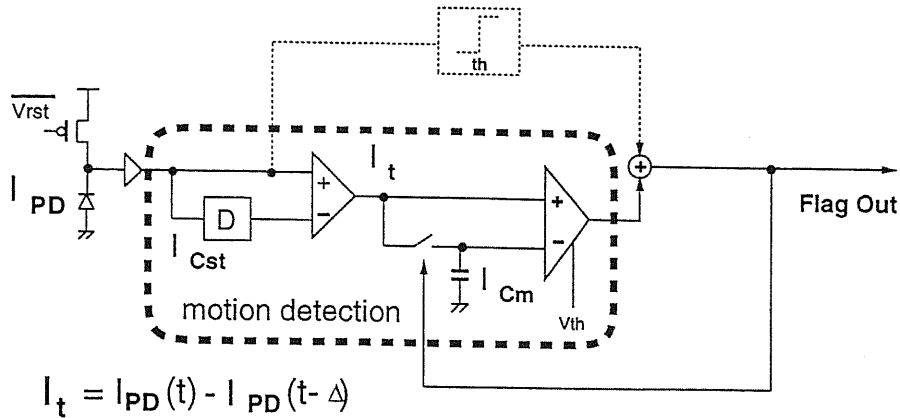 th
Vrst
I PD
I t
+
−
D
I Cst
+
−
+
I Cm
Vth
motion detection
Flag Out
I t = I PD (t) - I PD (t- Δ)